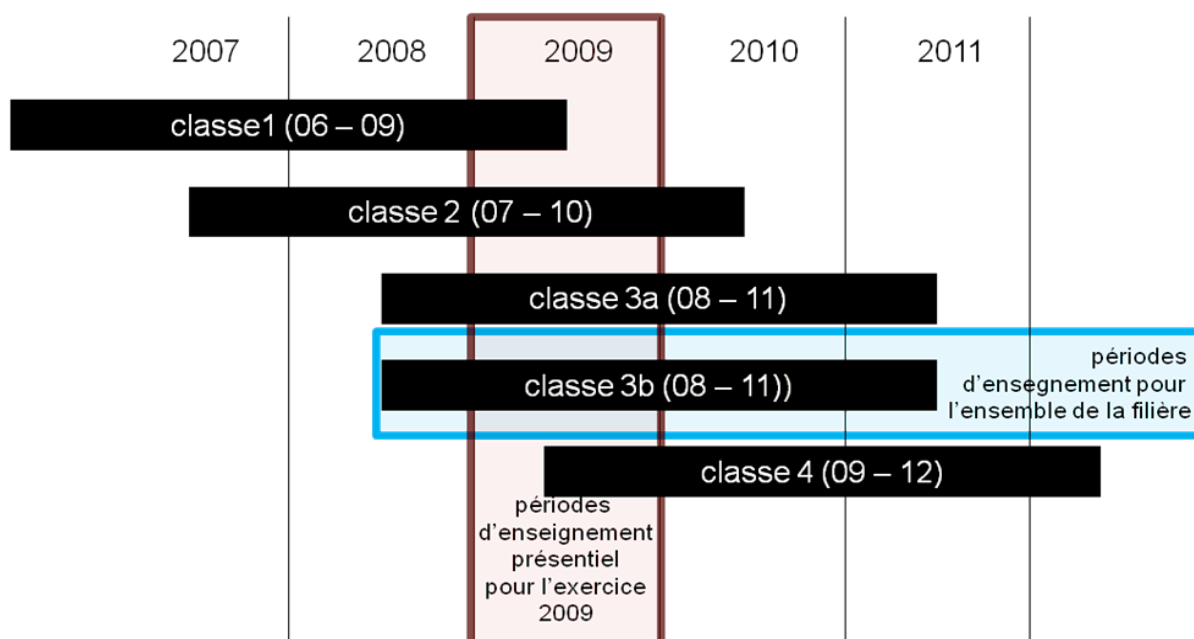 2007 2008 2009 2010 2011
classe1 (06 – 09)
classe 2 (07 – 10)
classe 3a (08 – 11)
classe 3b (08 – 11))
périodes
d'ensegnement pour
l'ensemble de la filière
classe 4 (09 – 12)
périodes
d'enseignement
présentiel
pour l'exercice
2009